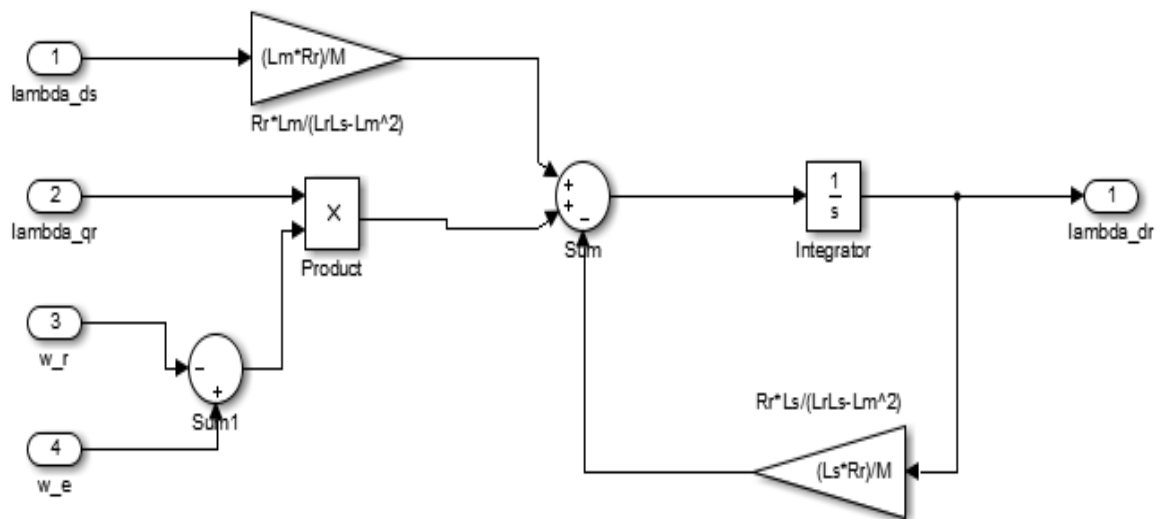 1
lambda_ds
(Lm*Rr)/M
Rr*Lm/(LrLs-Lm^2)
2
lambda_qr
X
Product
3
w_r
-
+
Sum1
4
w_e
+
+
-
Sum
1
s
Integrator
1
lambda_dr
Rr*Ls/(LrLs-Lm^2)
(Ls*Rr)/M